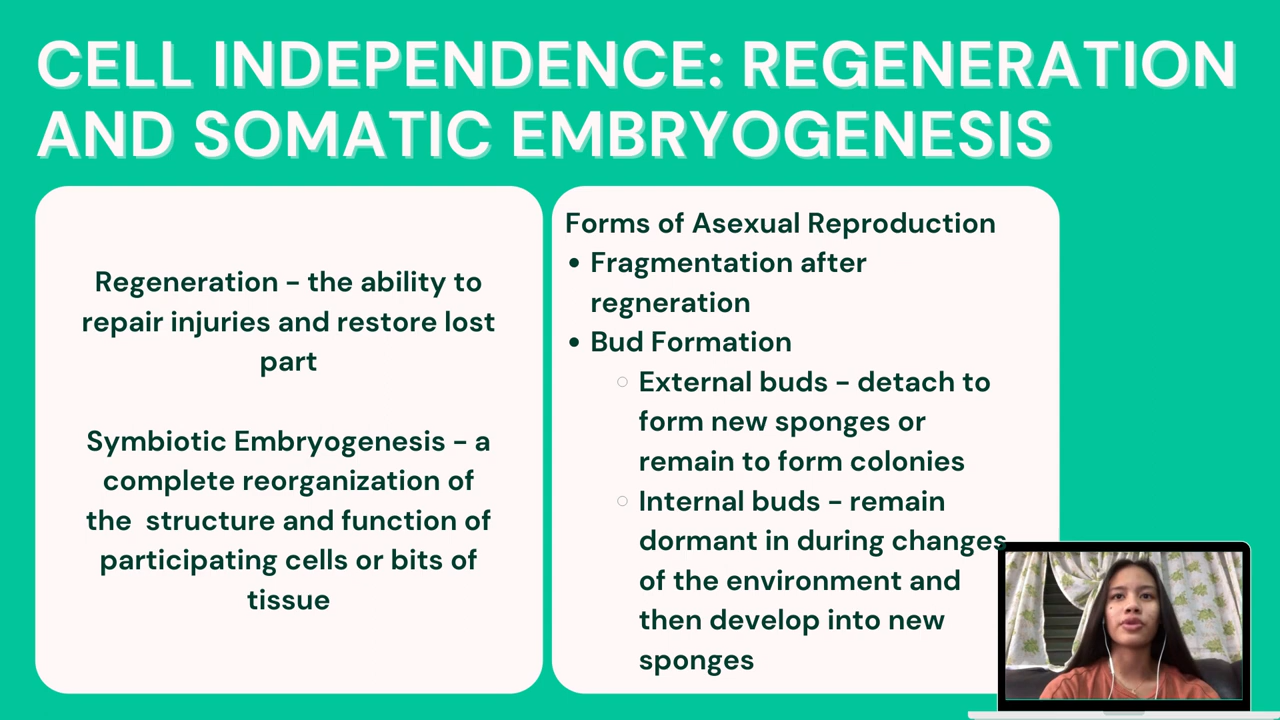 CELL INDEPENDENCE: REGENERATION
AND SOMATIC EMBRYOGENESIS
Regeneration - the ability to
repair injuries and restore lost
part
Symbiotic Embryogenesis - a
complete reorganization of
the structure and function of
participating cells or bits of
tissue
Forms of Asexual Reproduction
• Fragmentation after
regneration
• Bud Formation
○ External buds - detach to
form new sponges or
remain to form colonies
○ Internal buds - remain
dormant in during changes
of the environment and
then develop into new
sponges